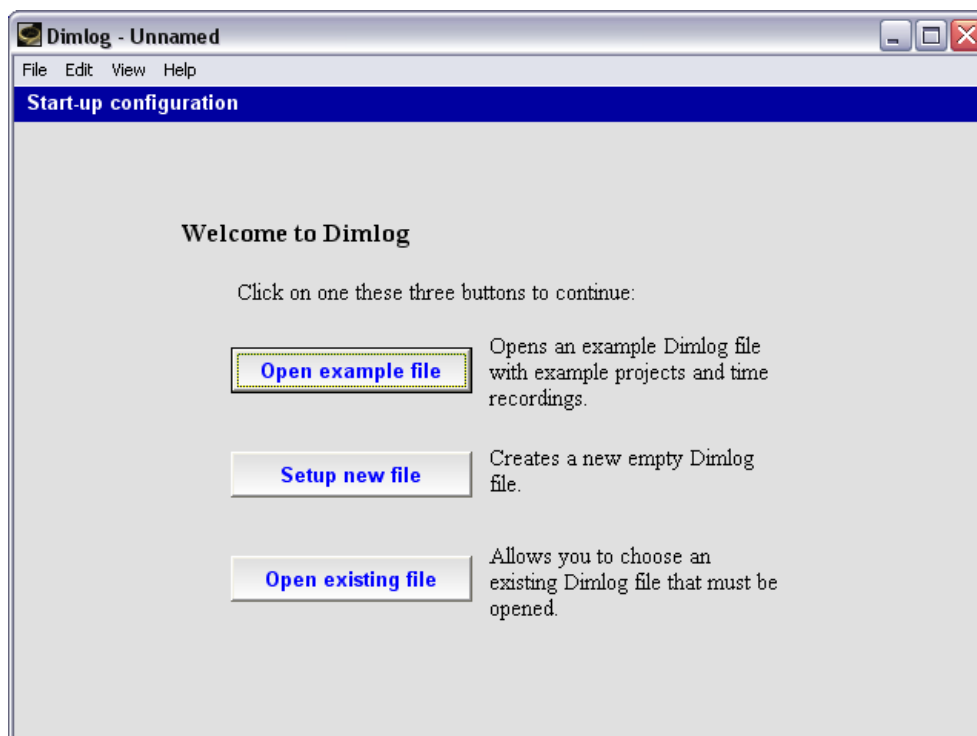 Dimlog - Unnamed
File Edit View Help
Start-up configuration
Welcome to Dimlog
Click on one these three buttons to continue:
Open example file
Opens an example Dimlog file
with example projects and time
recordings.
Setup new file
Creates a new empty Dimlog
file.
Open existing file
Allows you to choose an
existing Dimlog file that must be
opened.